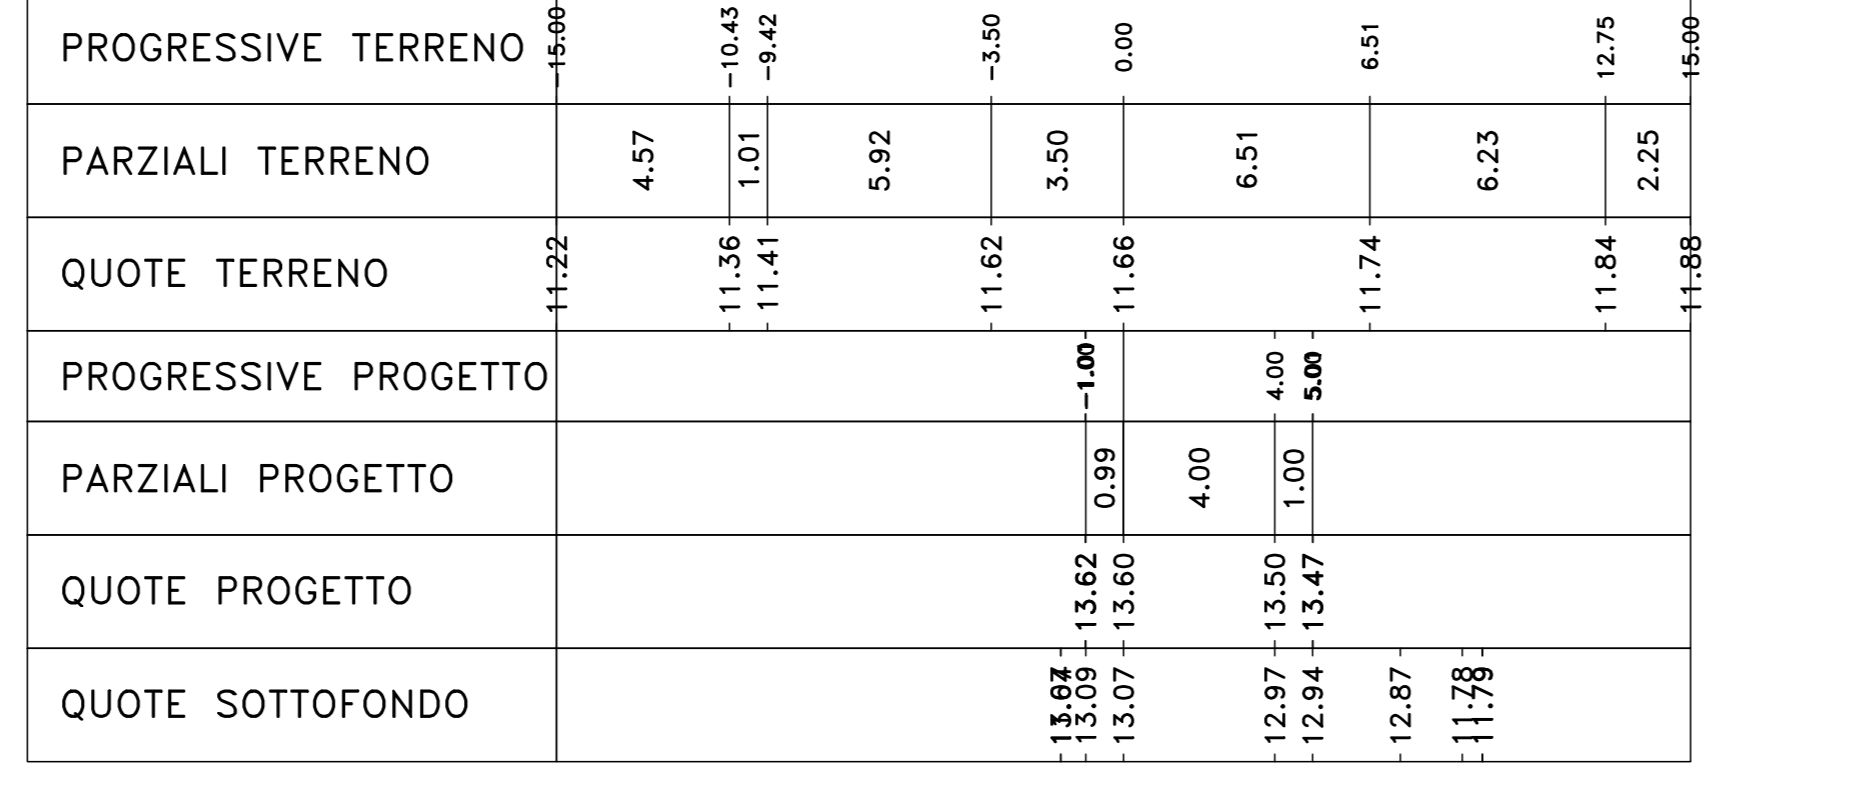 PROGRESSIVE TERRENO -15.00 -10.43 -9.42 -3.50 0.00 6.51 12.75 15.00
PARZIALI TERRENO 4.57 1.01 5.92 3.50 6.51 6.23 2.25
QUOTE TERRENO 11.22 11.36 11.41 11.62 11.66 11.74 11.84 11.88
PROGRESSIVE PROGETTO -1.00 4.00 5.00
PARZIALI PROGETTO 0.99 4.00 1.00
QUOTE PROGETTO 13.62 13.60 13.50 13.47
QUOTE SOTTOFONDO 13.09 13.07 12.97 12.94 12.87 11.78 11.79